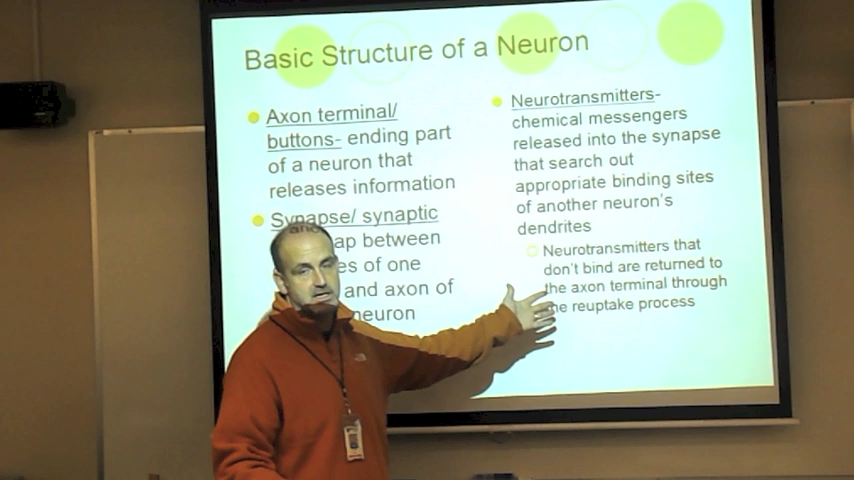 Basic Structure of a Neuron
Axon terminal/
buttons- ending part
of a neuron that
releases information
Synapse/ synaptic
between
of one
and axon of
neuron
Neurotransmitters-
chemical messengers
released into the synapse
that search out
appropriate binding sites
of another neuron's
dendrites
Neurotransmitters that
don't bind are returned to
the axon terminal through
reuptake process